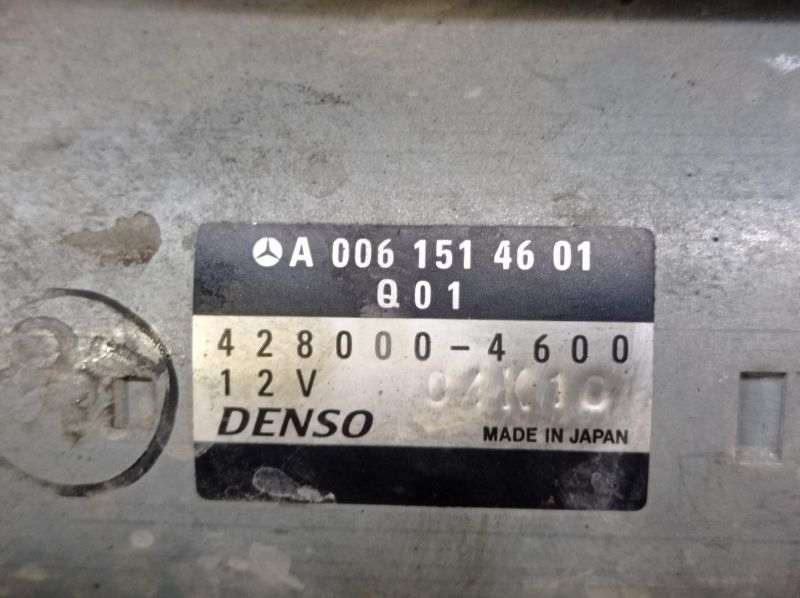 A 006 151 46 01
Q01
428000-4600
12V
DENSO
MADE IN JAPAN